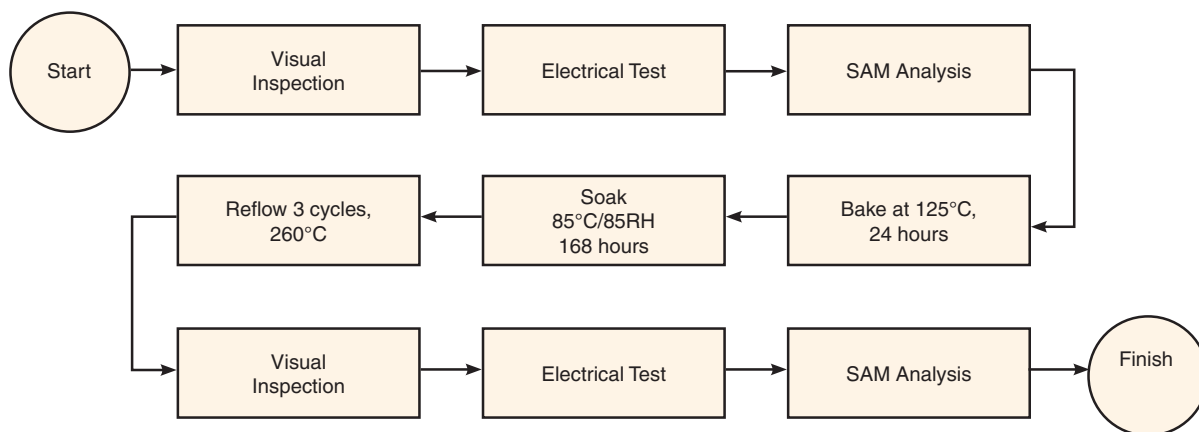 Start
Visual
Inspection
Electrical Test
SAM Analysis
Bake at 125°C,
24 hours
Soak
85°C/85RH
168 hours
Reflow 3 cycles,
260°C
Visual
Inspection
Electrical Test
SAM Analysis
Finish